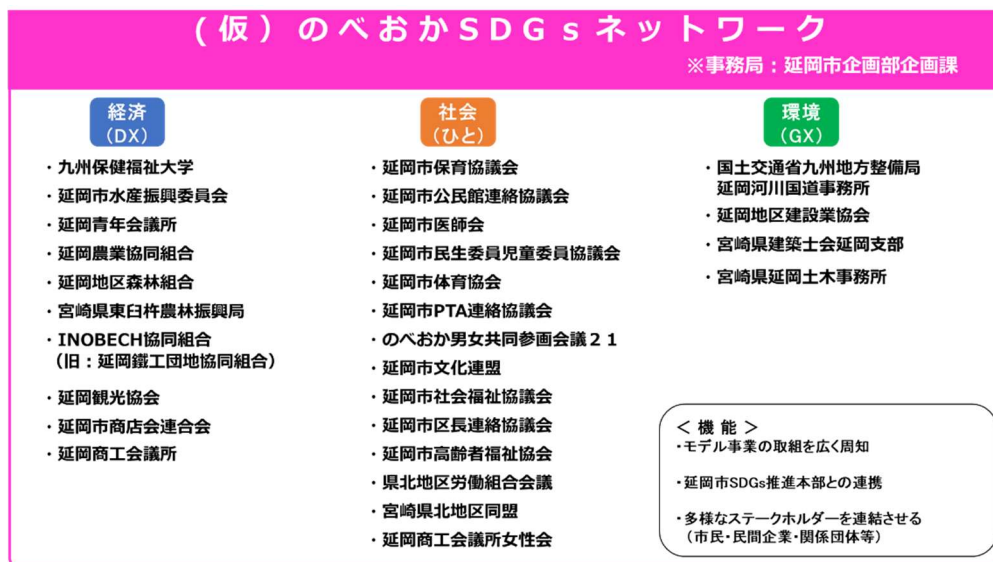 (仮）のべおかSDGsネットワーク
※事務局：延岡市企画部企画課
経済
(DX)
・九州保健福祉大学
・延岡市水産振興委員会
・延岡青年会議所
・延岡農業協同組合
・延岡地区森林組合
・宮崎県東臼杵農林振興局
・INOBECH協同組合
（旧：延岡鐵工団地協同組合）
・延岡観光協会
・延岡市商店会連合会
・延岡商工会議所
社会
(ひと)
・延岡市保育協議会
・延岡市公民館連絡協議会
・延岡市医師会
・延岡市民生委員児童委員協議会
・延岡市体育協会
・延岡市PTA連絡協議会
・のべおか男女共同参画会議２１
・延岡市文化連盟
・延岡市社会福祉協議会
・延岡市区長連絡協議会
・延岡市高齢者福祉協会
・県北地区労働組合会議
・宮崎県北地区同盟
・延岡商工会議所女性会
環境
(GX)
・国土交通省九州地方整備局
延岡河川国道事務所
・延岡地区建設業協会
・宮崎県建築士会延岡支部
・宮崎県延岡土木事務所
＜ 機 能 ＞
・モデル事業の取組を広く周知
・延岡市SDGs推進本部との連携
・多様なステークホルダーを連結させる
（市民・民間企業・関係団体等）